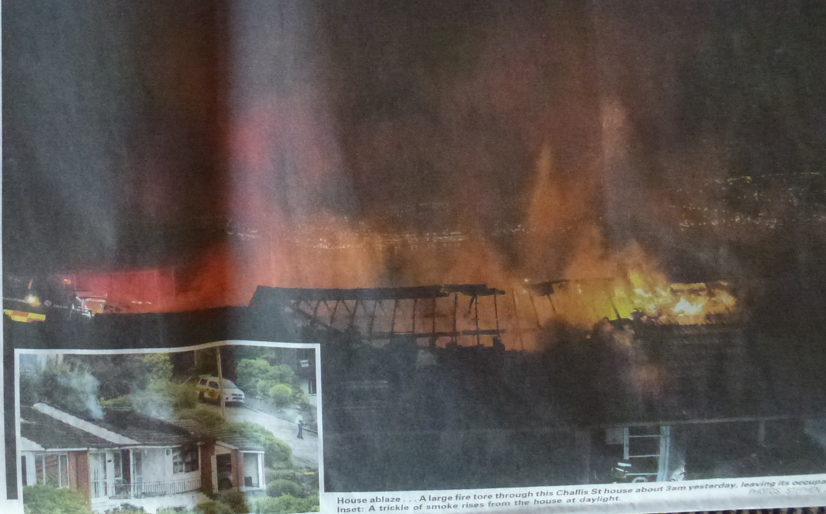 House ablaze . . . A large fire tore through this Challis St house about 3am yesterday, leaving its
Inset: A trickle of smoke rises from the house at daylight.
PHOTOS: